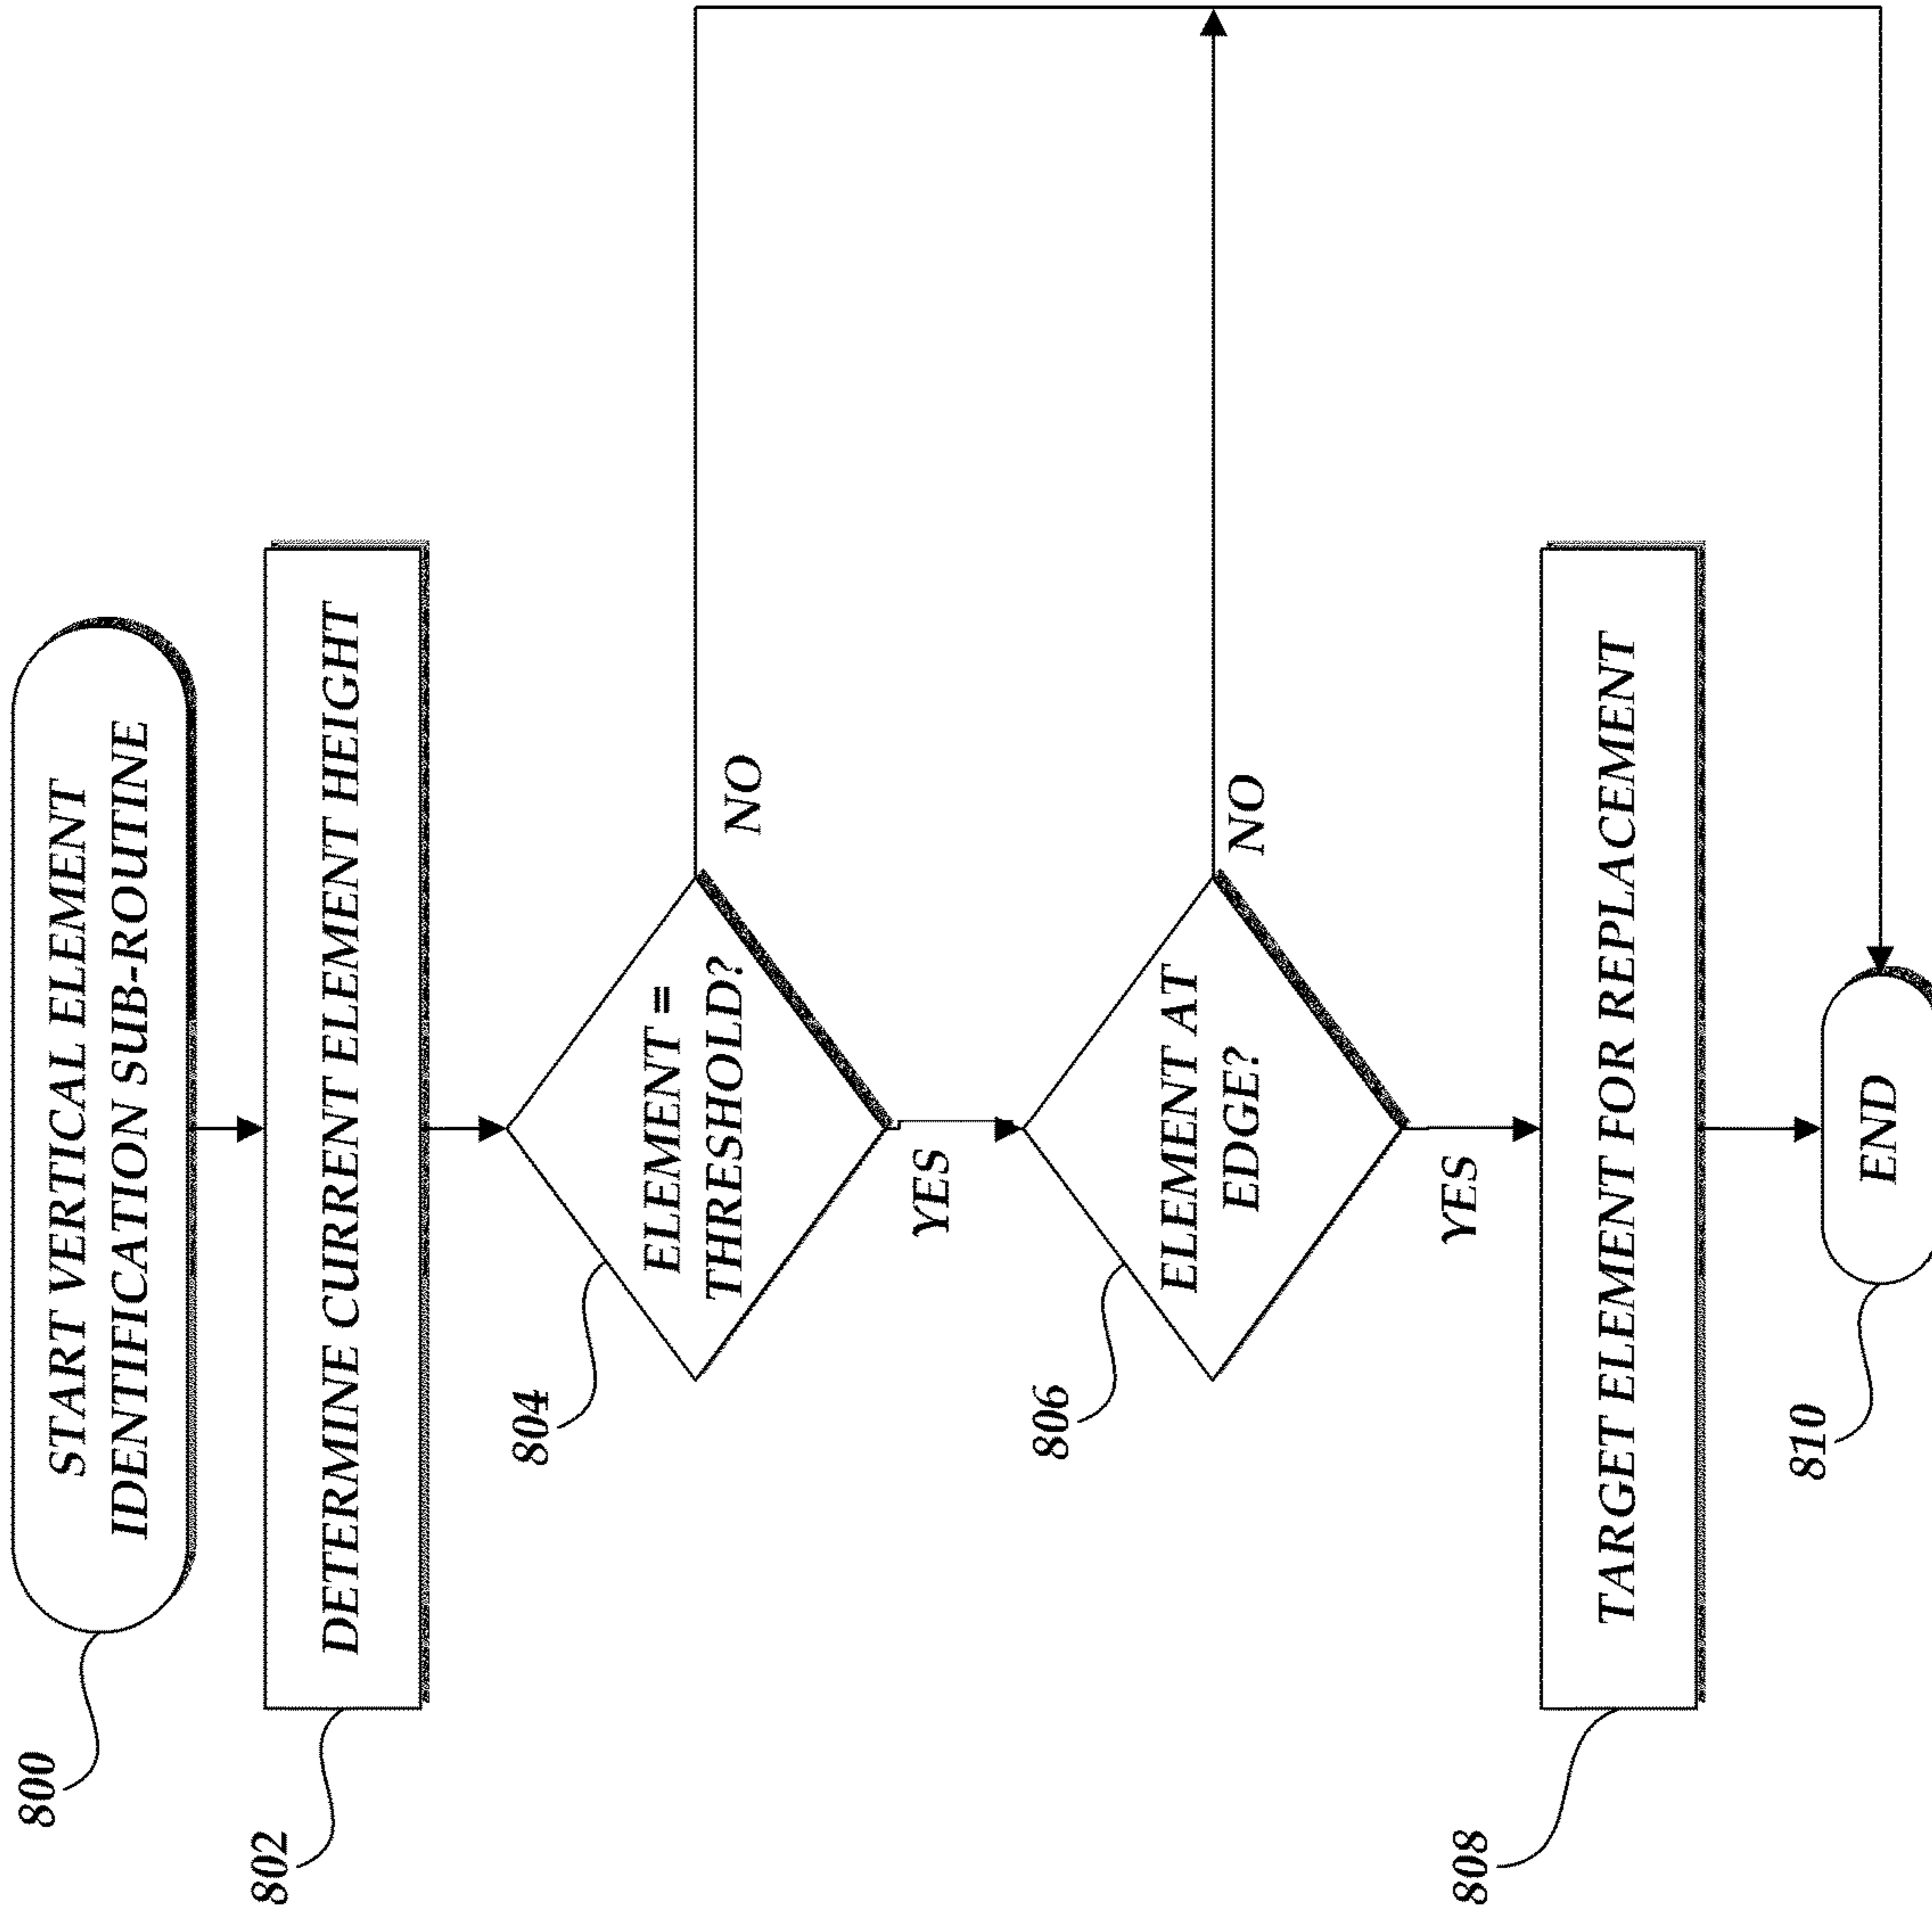 800
START VERTICAL ELEMENT
IDENTIFICATION SUB-ROUTINE
802
DETERMINE CURRENT ELEMENT HEIGHT
804
ELEMENT =
THRESHOLD?
NO
YES
806
ELEMENT AT
EDGE?
NO
YES
808
TARGET ELEMENT FOR REPLACEMENT
810
END